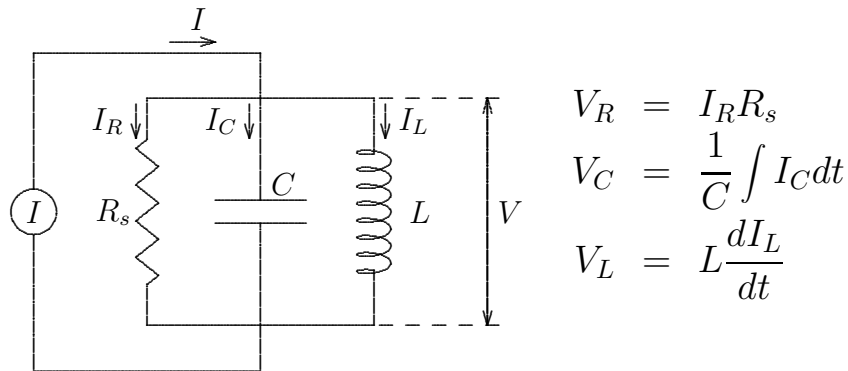 I
I_R I_C I_L
I R_s C L V
V_R = I_R R_s
V_C = \frac{1}{C} \int I_C dt
V_L = L \frac{dI_L}{dt}